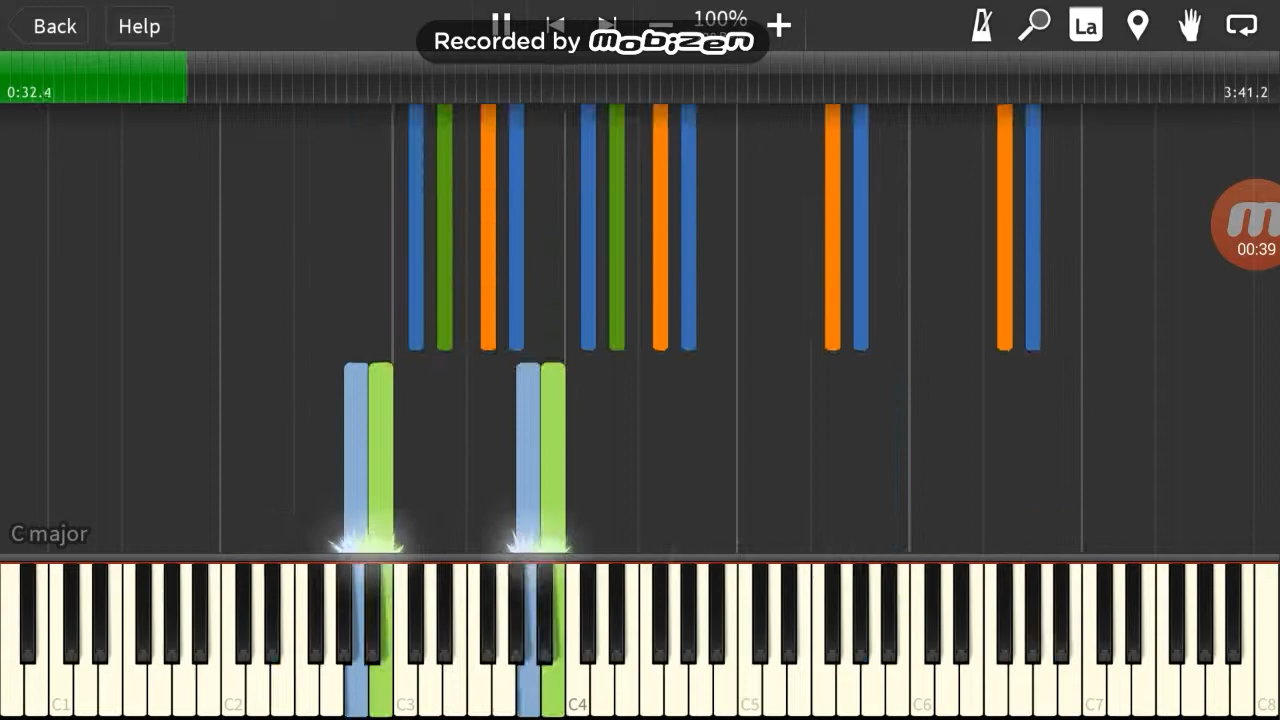 Back
Help
100%
Recorded by mobizen
La
0:32.4
3:41.2
00:39
C major
C1
C2
C3
C4
C5
C6
C7
C8